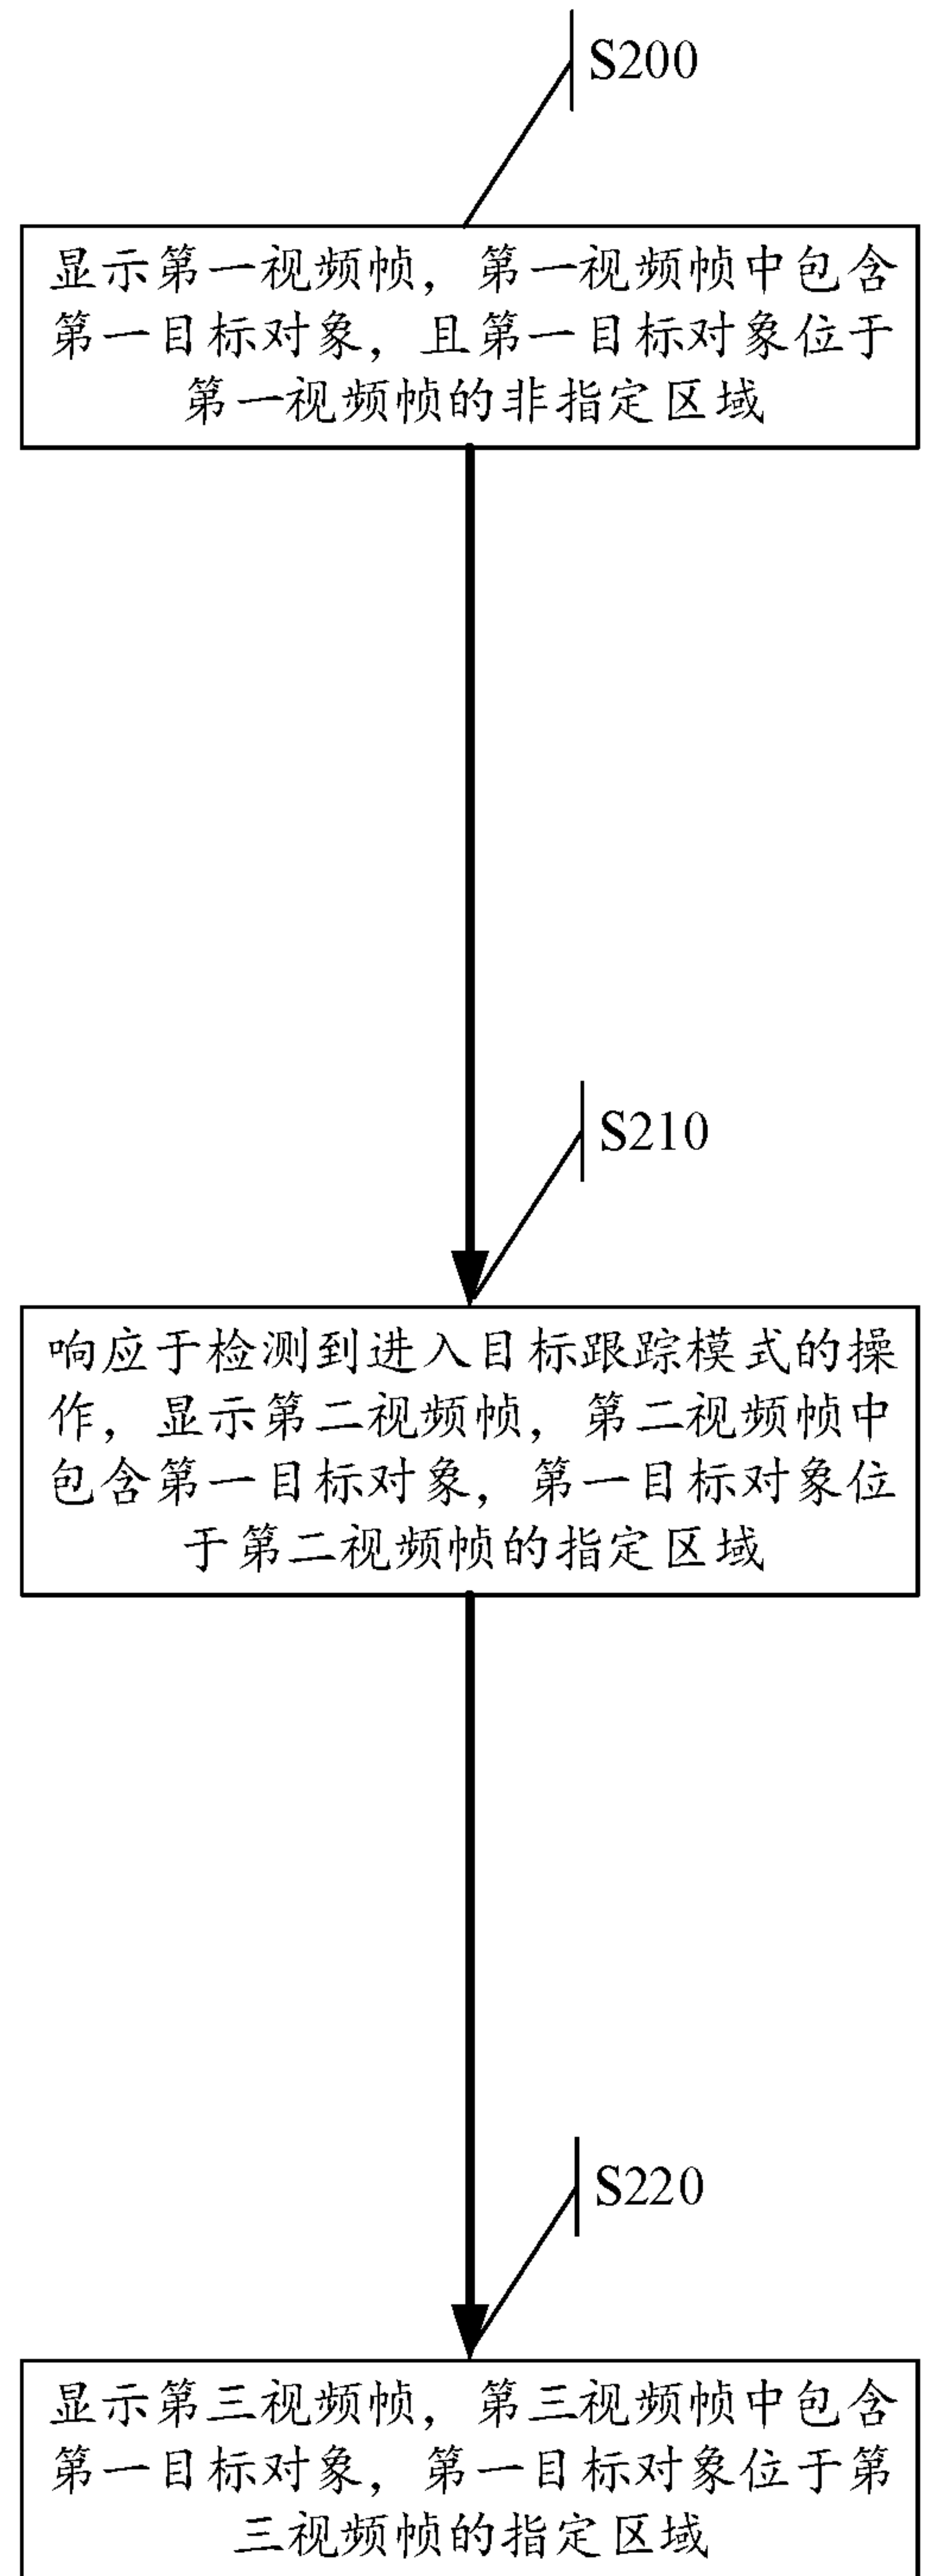 S200
显示第一视频帧，第一视频帧中包含
第一目标对象，且第一目标对象位于
第一视频帧的非指定区域
S210
响应于检测到进入目标跟踪模式的操
作，显示第二视频帧，第二视频帧中
包含第一目标对象，第一目标对象位
于第二视频帧的指定区域
S220
显示第三视频帧，第三视频帧中包含
第一目标对象，第一目标对象位于第
三视频帧的指定区域